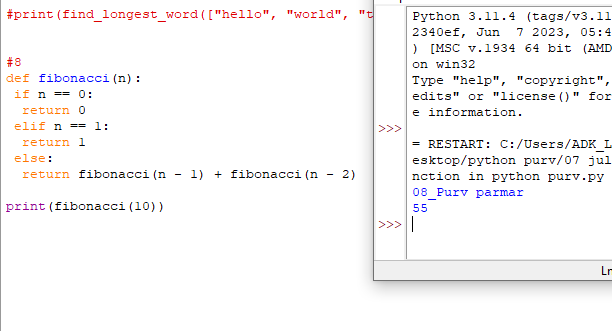 #print(find_longest_word(["hello", "world", "t
#8
def fibonacci(n):
 if n == 0:
  return 0
 elif n == 1:
  return 1
 else:
  return fibonacci(n - 1) + fibonacci(n - 2)
print(fibonacci(10))
Python 3.11.4 (tags/v3.11
2340ef, Jun  7 2023, 05:4
) [MSC v.1934 64 bit (AMD
on win32
Type "help", "copyright",
edits" or "license()" for
e information.
>>>
= RESTART: C:/Users/ADK_L
esktop/python purv/07 jul
nction in python purv.py
08_Purv parmar
55
>>>
Ln